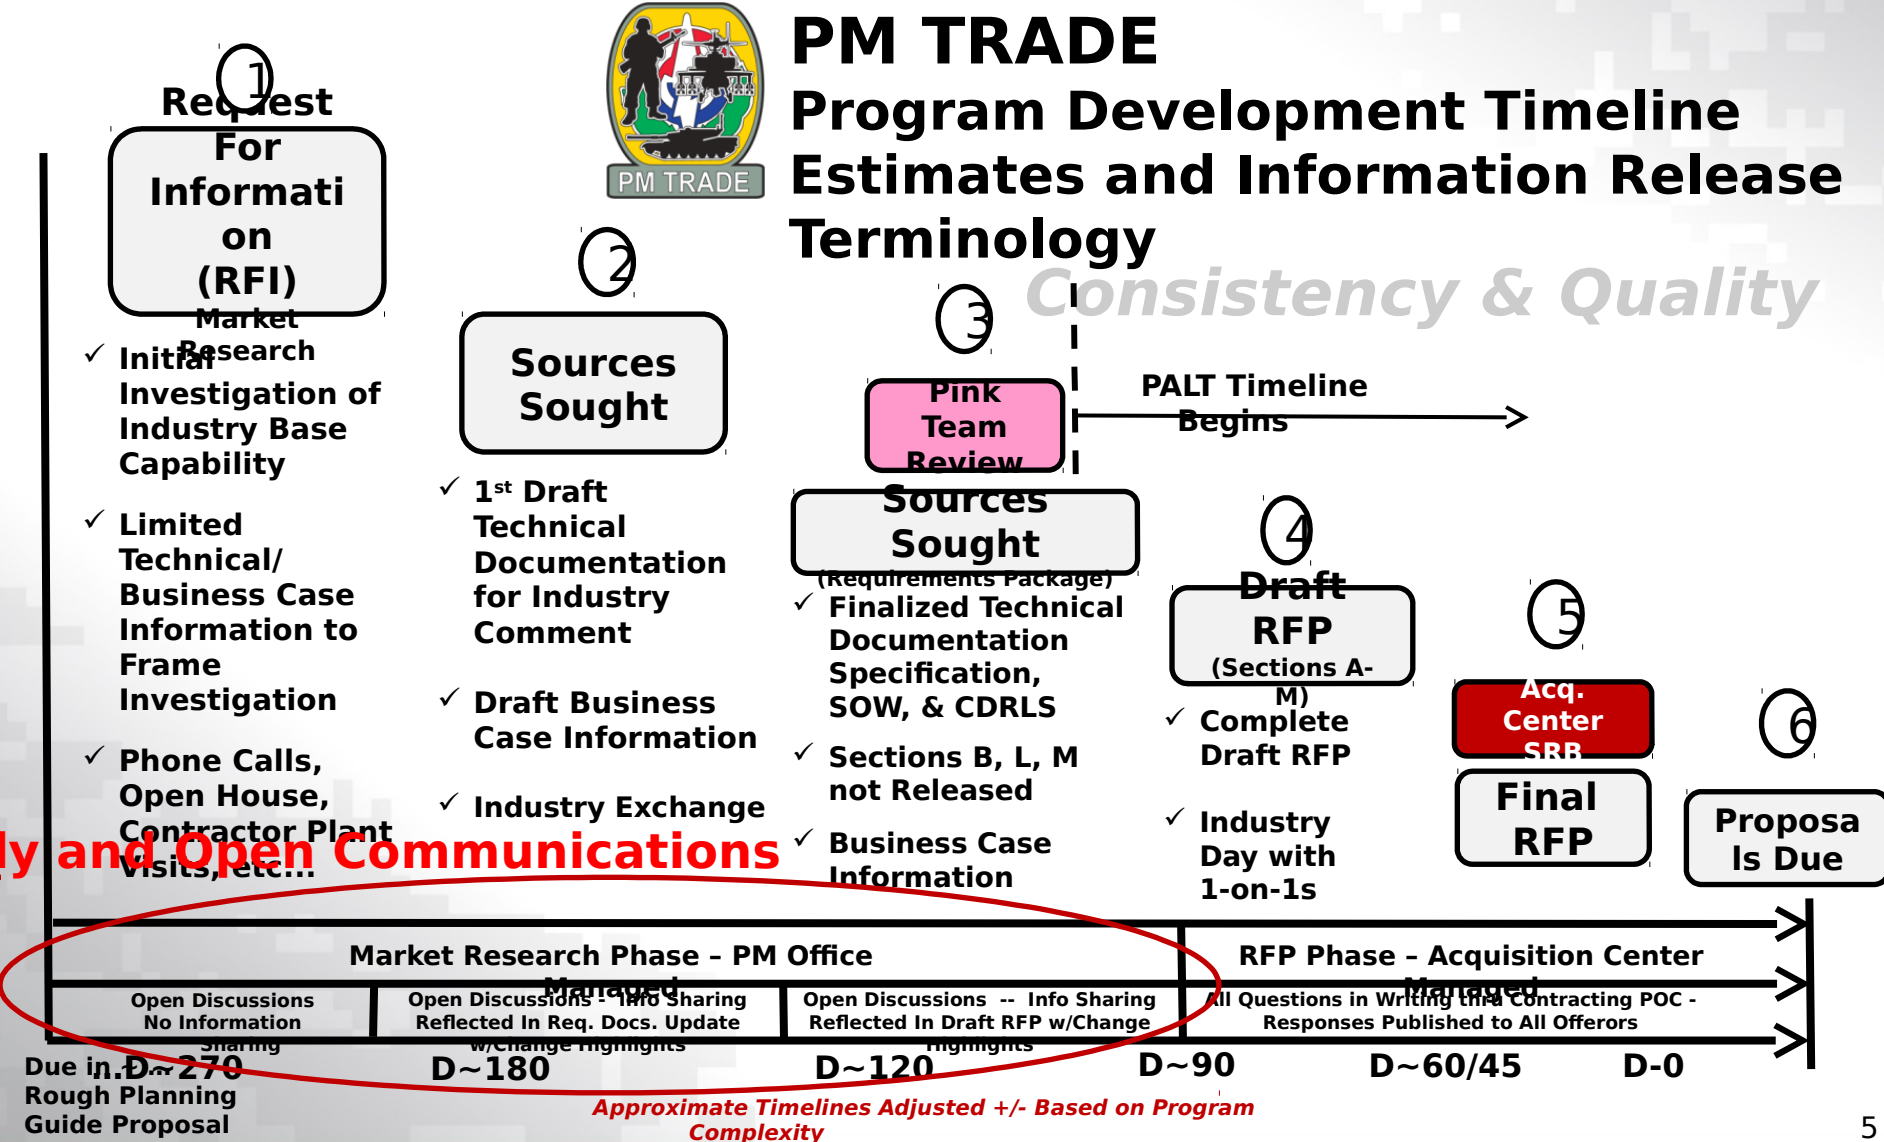 PM TRADE
Program Development Timeline
Estimates and Information Release
Terminology
Consistency & Quality
PM TRADE
1
Request
For
Informati
on
(RFI)
Market
Research
✓ Initial
Investigation of
Industry Base
Capability
✓ Limited
Technical/
Business Case
Information to
Frame
Investigation
✓ Phone Calls,
Open House,
Contractor Plant
Visits, etc...
2
Sources
Sought
✓ 1st Draft
Technical
Documentation
for Industry
Comment
✓ Draft Business
Case Information
✓ Industry Exchange
3
Pink
Team
Review
Sources
Sought
(Requirements Package)
✓ Finalized Technical
Documentation
Specification,
SOW, & CDRLS
✓ Sections B, L, M
not Released
✓ Business Case
Information
PALT Timeline
Begins
4
Draft
RFP
(Sections A-
M)
✓ Complete
Draft RFP
✓ Industry
Day with
1-on-1s
5
Acq.
Center
SRB
Final
RFP
6
Proposa
ls Due
ly and Open Communications
Market Research Phase – PM Office
Managed
RFP Phase – Acquisition Center
Managed
Open Discussions
No Information
Sharing
Open Discussions - Info Sharing
Reflected In Req. Docs. Update
w/Change Highlights
Open Discussions -- Info Sharing
Reflected In Draft RFP w/Change
Highlights
All Questions in Writing thru Contracting POC -
Responses Published to All Offerors
D~270
D~180
D~120
D~90
D~60/45
D-0
Due in ~
Rough Planning
Guide Proposal
Approximate Timelines Adjusted +/- Based on Program
Complexity
5